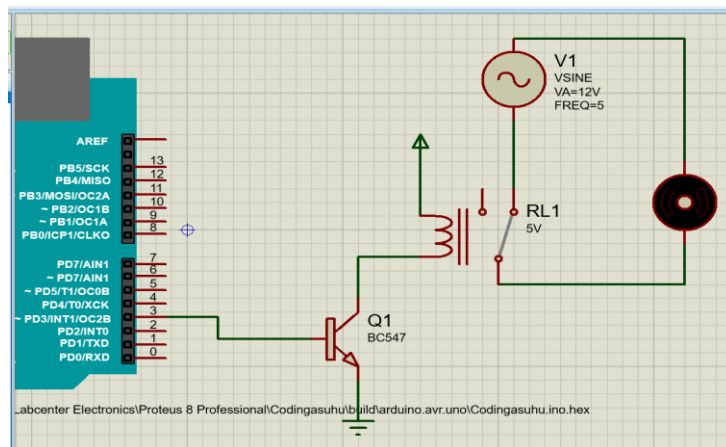 V1
VSINE
VA=12V
FREQ=5
AREF
PB5/SCK 13
PB4/MISO 12
PB3/MOSI/OC2A 11
~ PB2/OC1B 10
~ PB1/OC1A 9
PB0/ICP1/CLKO 8
RL1
5V
PD7/AIN1 7
~ PD7/AIN1 6
~ PD5/T1/OC0B 5
PD4/T0/XCK 4
~ PD3/INT1/OC2B 3
PD2/INT0 2
PD1/TXD 1
PD0/RXD 0
Q1
BC547
Labcenter Electronics\Proteus 8 Professional\Codingasuhu\build\arduino.avr.uno\Codingasuhu.ino.hex